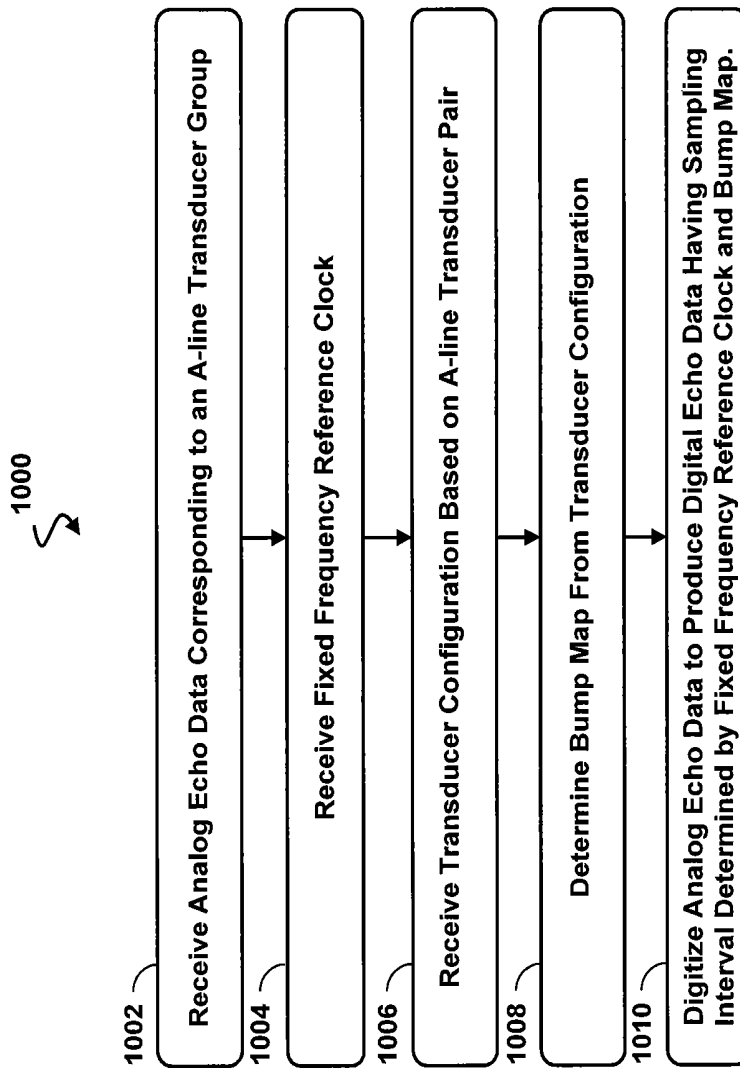 1000
1002
Receive Analog Echo Data Corresponding to an A-line Transducer Group
1004
Receive Fixed Frequency Reference Clock
1006
Receive Transducer Configuration Based on A-line Transducer Pair
1008
Determine Bump Map From Transducer Configuration
1010
Digitize Analog Echo Data to Produce Digital Echo Data Having Sampling
Interval Determined by Fixed Frequency Reference Clock and Bump Map.